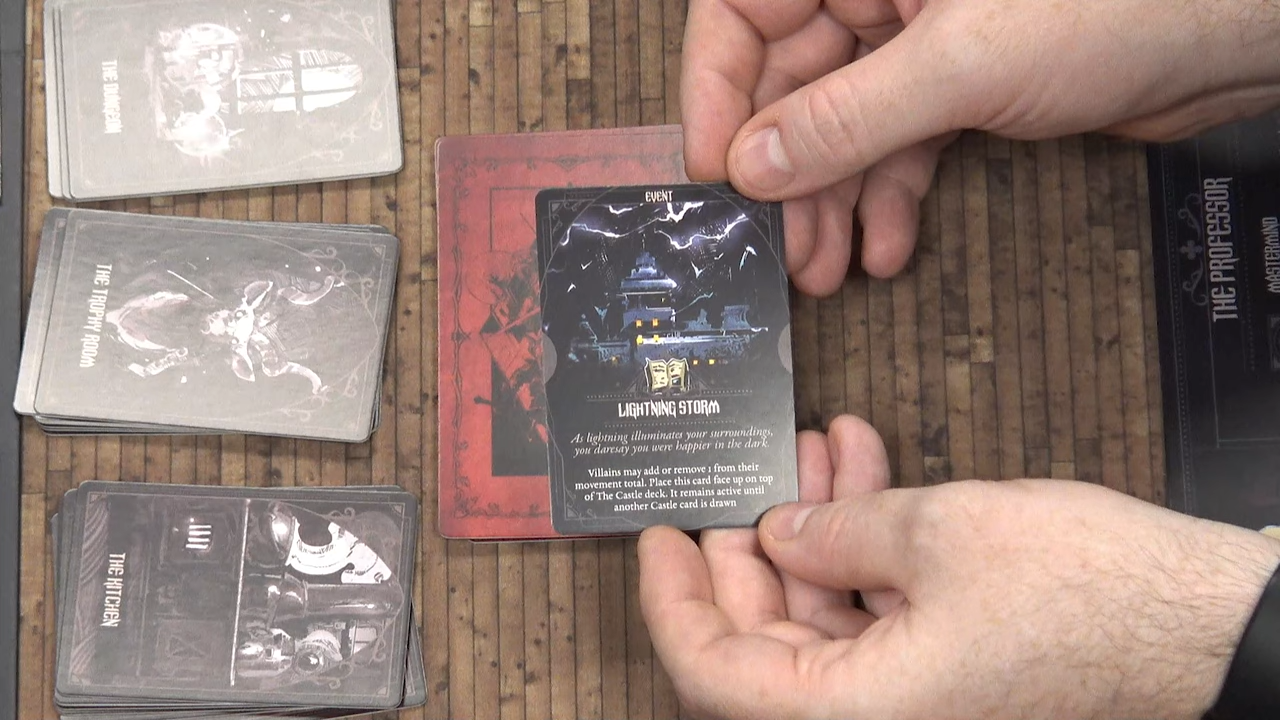 THE DUNGEON
THE TROPHY ROOM
THE KITCHEN
EVENT
LIGHTNING STORM
As lightning illuminates your surroundings,
you daresay you were happier in the dark.
Villains may add or remove 1 from their
movement total. Place this card face up on top
of The Castle deck. It remains active until
another Castle card is drawn
THE PROFESSOR
MASTERMIND